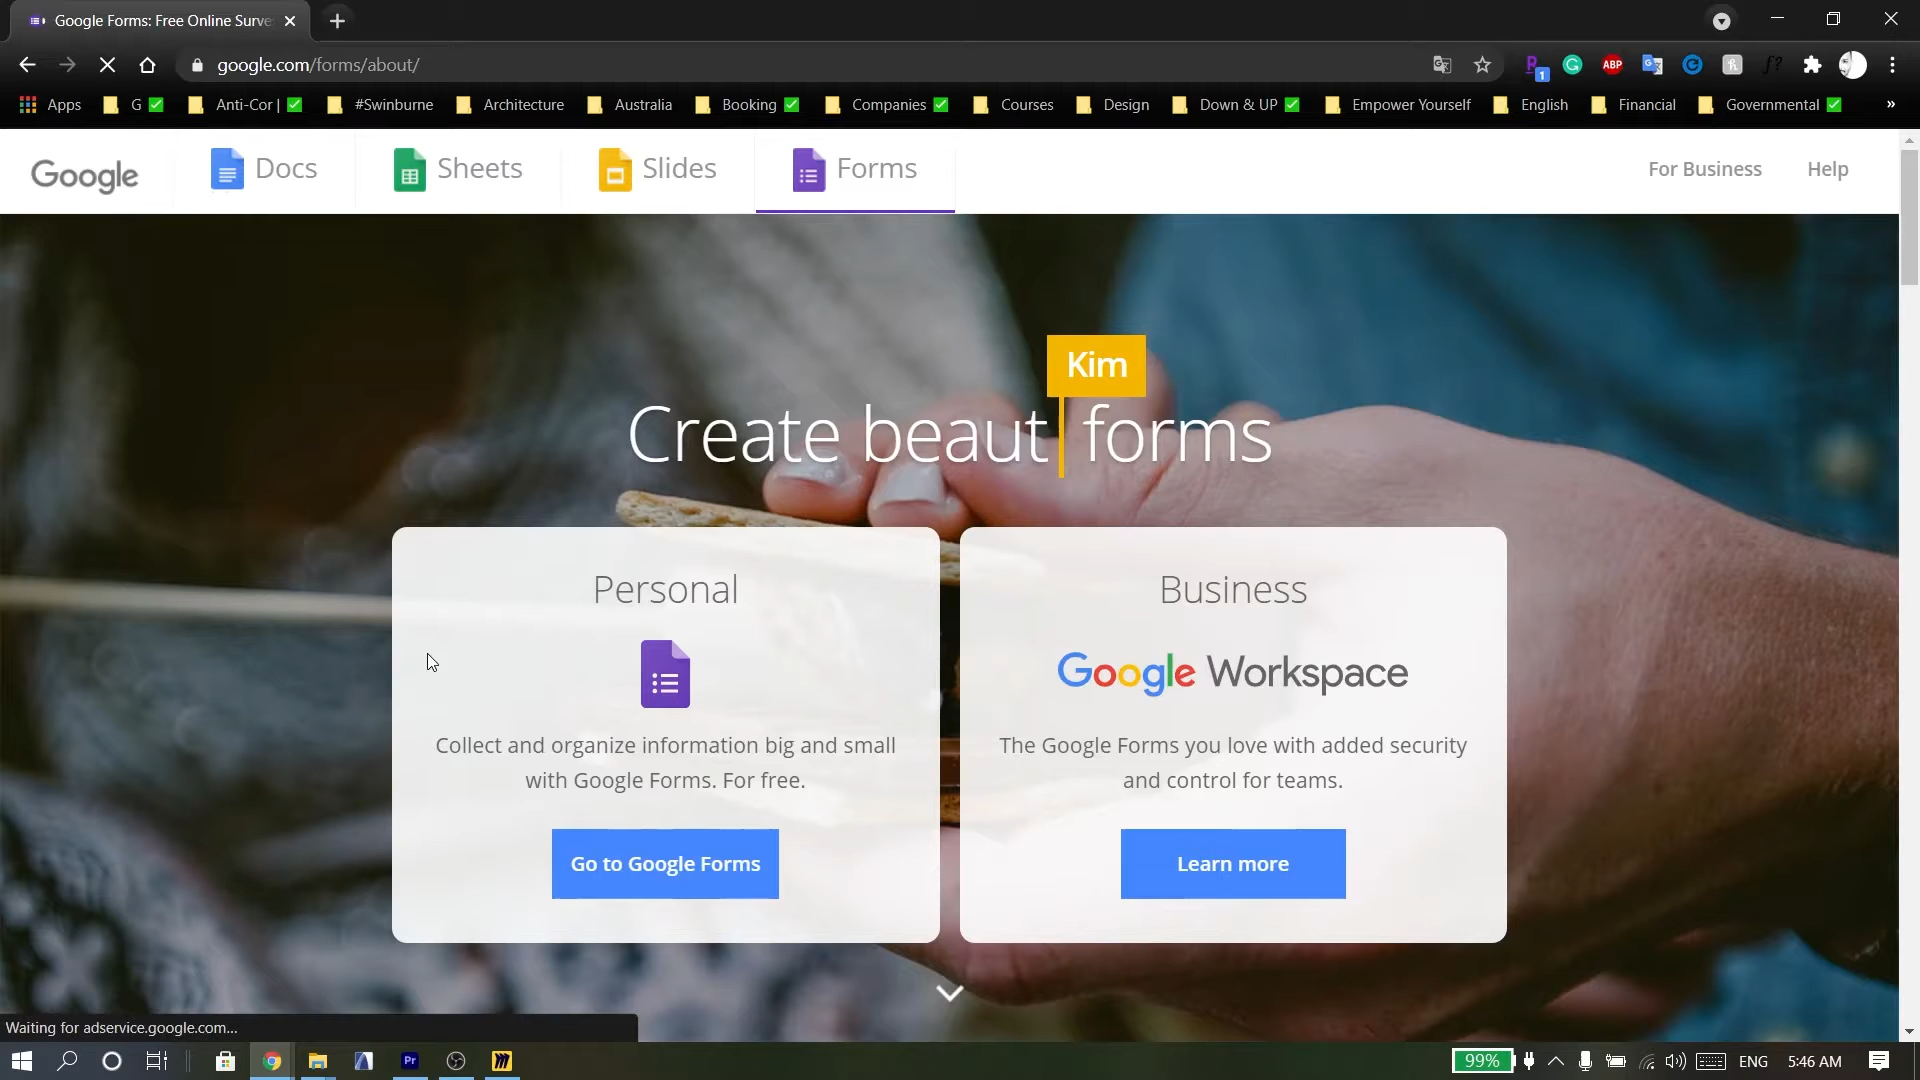 Google Forms: Free Online Surve
google.com/forms/about/
1
ABP
Apps
G
Anti-Cor |
#Swinburne
Architecture
Australia
Booking
Companies
Courses
Design
Down & UP
Empower Yourself
English
Financial
Governmental
»
Google
Docs
Sheets
Slides
Forms
For Business
Help
Kim
Create beaut forms
Personal
Collect and organize information big and small
with Google Forms. For free.
Go to Google Forms
Business
Google Workspace
The Google Forms you love with added security
and control for teams.
Learn more
Waiting for adservice.google.com...
Pr
99%
ENG
5:46 AM